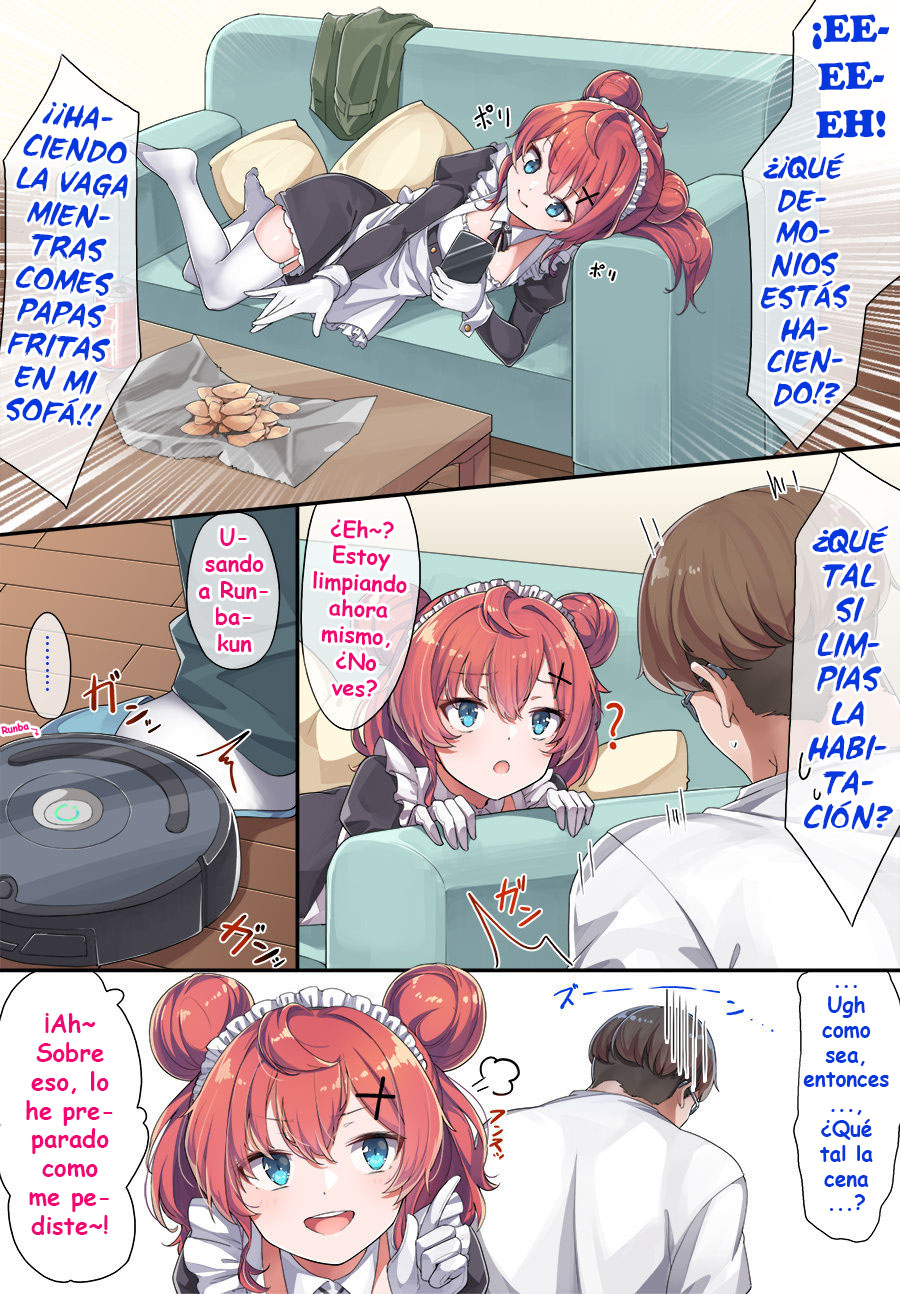 ¡EE-
EE-
EH!
¿¡QUÉ
DE-
MO-
NIOS
ESTÁS
HA-
CIEN-
DO!?
ポリ
ポリ
¡¡HA-
CIENDO
LA VAGA
MIEN-
TRAS
COMES
PAPAS
FRITAS
EN MI
SOFÁ!!
¿QUÉ
TAL
SI
LIM-
PIAS
LA
HABI-
TA-
CIÓN?
¿Eh~?
Estoy
limpiando
ahora
mismo,
¿No
ves?
?
ガン
U-
sando
a Run-
ba-
kun
.........
Runba
ガンッ
ガンッ
...
Ugh
como
sea,
entonces
...,
¿Qué
tal la
cena
...?
ズーーン
フンす
¡Ah~
Sobre
eso, lo
he pre-
parado
como
me pe-
diste~!